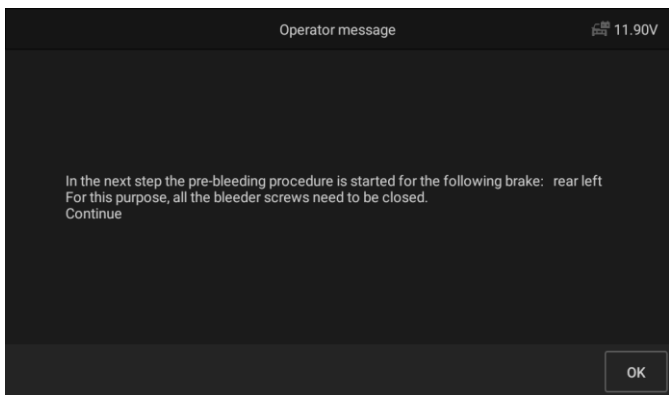 Operator message
11.90V
In the next step the pre-bleeding procedure is started for the following brake: rear left
For this purpose, all the bleeder screws need to be closed.
Continue
OK